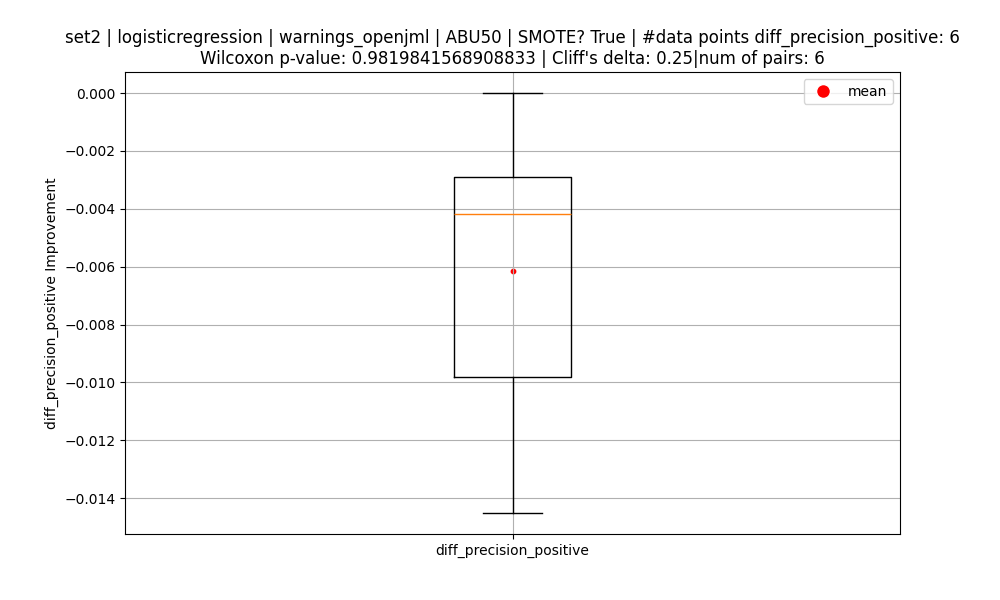 set2 | logisticregression | warnings_openjml | ABU50 | SMOTE? True | #data points diff_precision_positive: 6
Wilcoxon p-value: 0.9819841568908833 | Cliff's delta: 0.25|num of pairs: 6
mean
0.000
−0.002
−0.004
−0.006
−0.008
−0.010
−0.012
−0.014
diff_precision_positive Improvement
diff_precision_positive